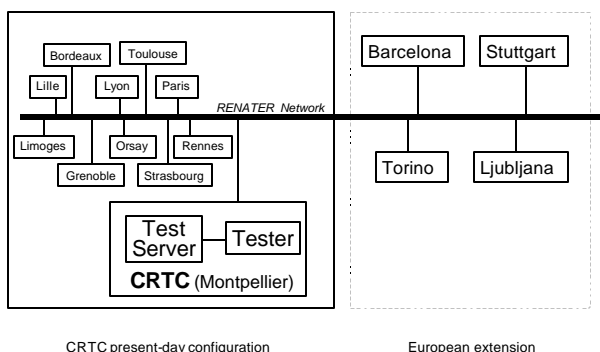 Bordeaux
Toulouse
Barcelona
Stuttgart
Lille
Lyon
Paris
RENATER Network
Limoges
Orsay
Rennes
Grenoble
Strasbourg
Torino
Ljubljana
Test
Server
Tester
CRTC (Montpellier)
CRTC present-day configuration
European extension